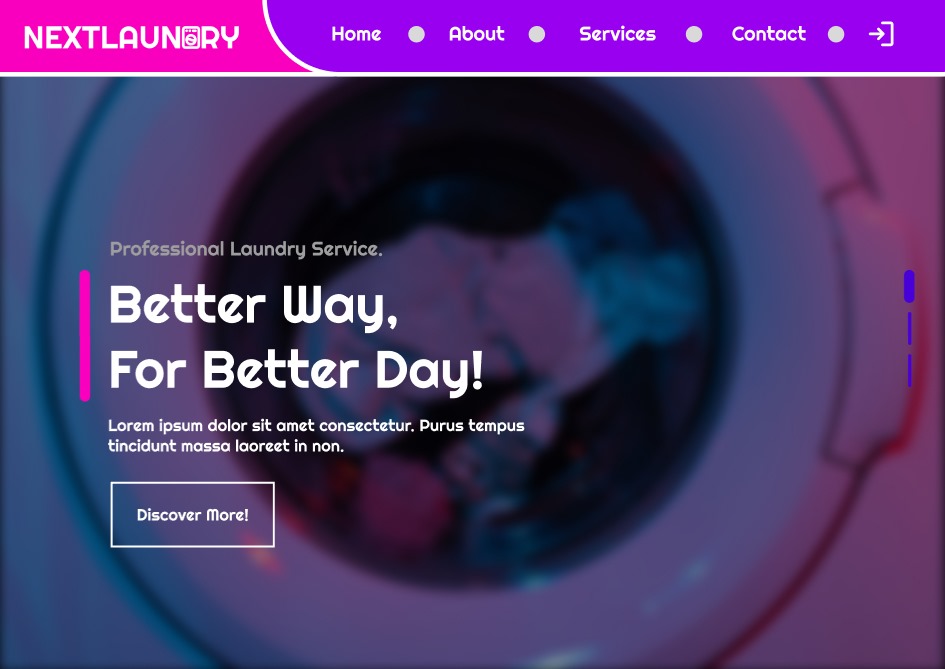 NEXTLAUNDRY
Home
About
Services
Contact
Professional Laundry Service.
Better Way,
For Better Day!
Lorem ipsum dolor sit amet consectetur. Purus tempus
tincidunt massa laoreet in non.
Discover More!